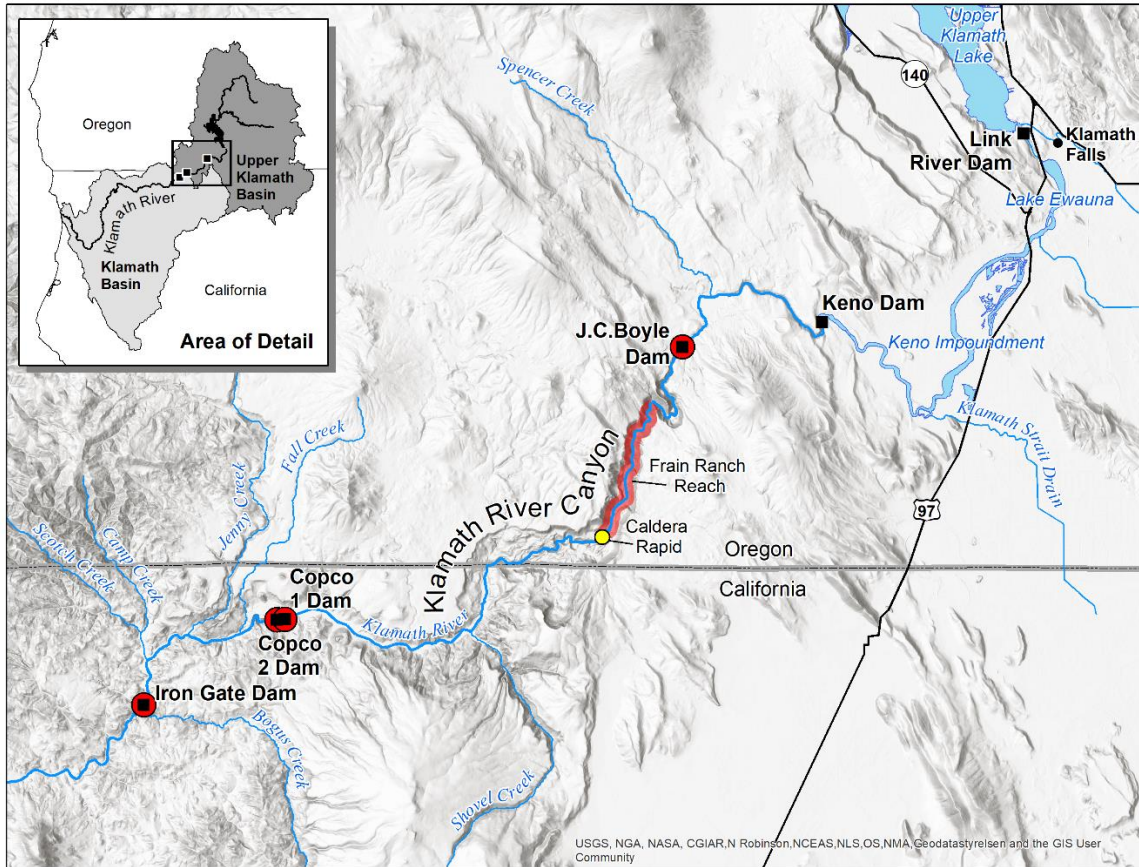 Oregon
Upper
Klamath
Basin
Klamath River
Klamath
Basin
California
Area of Detail
Spencer Creek
Upper
Klamath
Lake
140
Link
River Dam
Klamath
Falls
Lake Ewauna
Keno Dam
Keno Impoundment
J.C.Boyle
Dam
Klamath Strait Drain
Klamath River Canyon
Frain Ranch
Reach
Caldera
Rapid
97
Oregon
California
Fall Creek
Jenny Creek
Camp Creek
Scotch Creek
Copco
1 Dam
Copco
2 Dam
Klamath River
Iron Gate Dam
Bogus Creek
Shovel Creek
USGS, NGA, NASA, CGIAR,N Robinson,NCEAS,NLS,OS,NMA,Geodatastyrelsen and the GIS User
Community